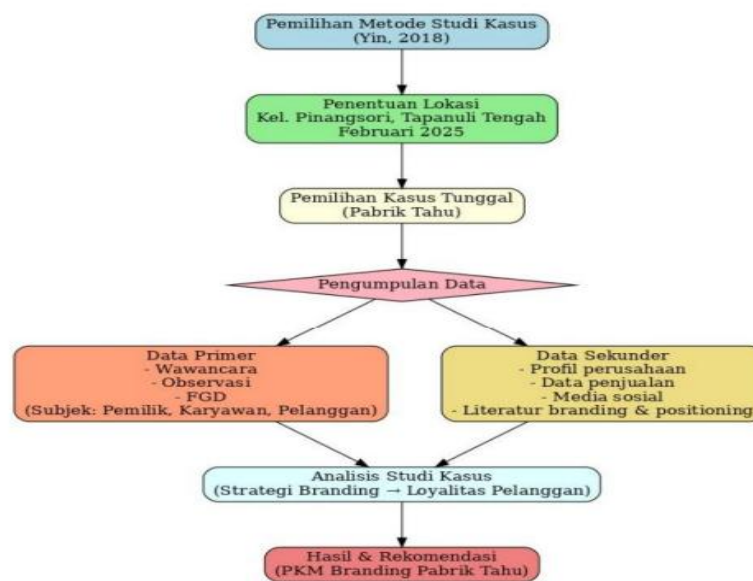 Pemilihan Metode Studi Kasus
(Yin, 2018)
Penentuan Lokasi
Kel. Pinangsori, Tapanuli Tengah
Februari 2025
Pemilihan Kasus Tunggal
(Pabrik Tahu)
Pengumpulan Data
Data Primer
- Wawancara
- Observasi
- FGD
(Subjek: Pemilik, Karyawan, Pelanggan)
Data Sekunder
- Profil perusahaan
- Data penjualan
- Media sosial
- Literatur branding & positioning
Analisis Studi Kasus
(Strategi Branding → Loyalitas Pelanggan)
Hasil & Rekomendasi
(PKM Branding Pabrik Tahu)